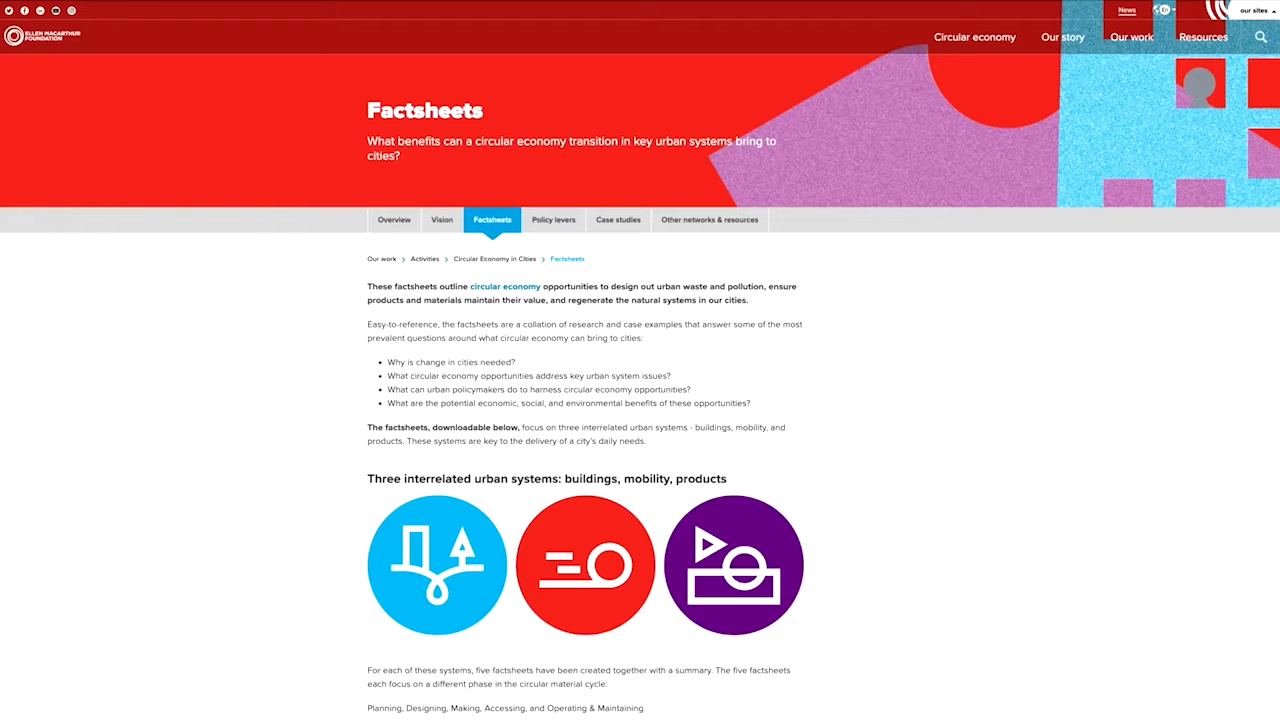 News
En
our sites
ELLEN MACARTHUR
FOUNDATION
Circular economy
Our story
Our work
Resources
Factsheets
What benefits can a circular economy transition in key urban systems bring to
cities?
Overview
Vision
Factsheets
Policy levers
Case studies
Other networks & resources
Our work > Activities > Circular Economy in Cities > Factsheets
These factsheets outline circular economy opportunities to design out urban waste and pollution, ensure
products and materials maintain their value, and regenerate the natural systems in our cities.
Easy-to-reference, the factsheets are a collation of research and case examples that answer some of the most
prevalent questions around what circular economy can bring to cities:
• Why is change in cities needed?
• What circular economy opportunities address key urban system issues?
• What can urban policymakers do to harness circular economy opportunities?
• What are the potential economic, social, and environmental benefits of these opportunities?
The factsheets, downloadable below, focus on three interrelated urban systems - buildings, mobility, and
products. These systems are key to the delivery of a city's daily needs.
Three interrelated urban systems: buildings, mobility, products
For each of these systems, five factsheets have been created together with a summary. The five factsheets
each focus on a different phase in the circular material cycle:
Planning, Designing, Making, Accessing, and Operating & Maintaining.